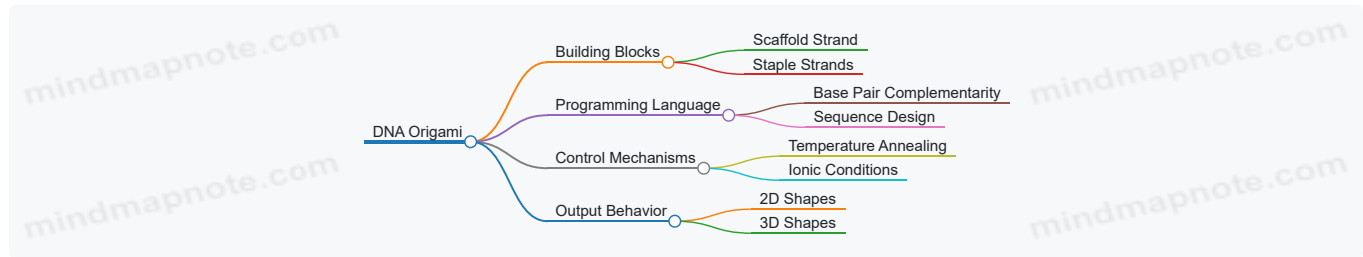 mindmapnote.com
mindmapnote.com
DNA Origami
Building Blocks
Scaffold Strand
Staple Strands
Programming Language
Base Pair Complementarity
Sequence Design
Control Mechanisms
Temperature Annealing
Ionic Conditions
Output Behavior
2D Shapes
3D Shapes
mindmapnote.com
mindmapnote.com